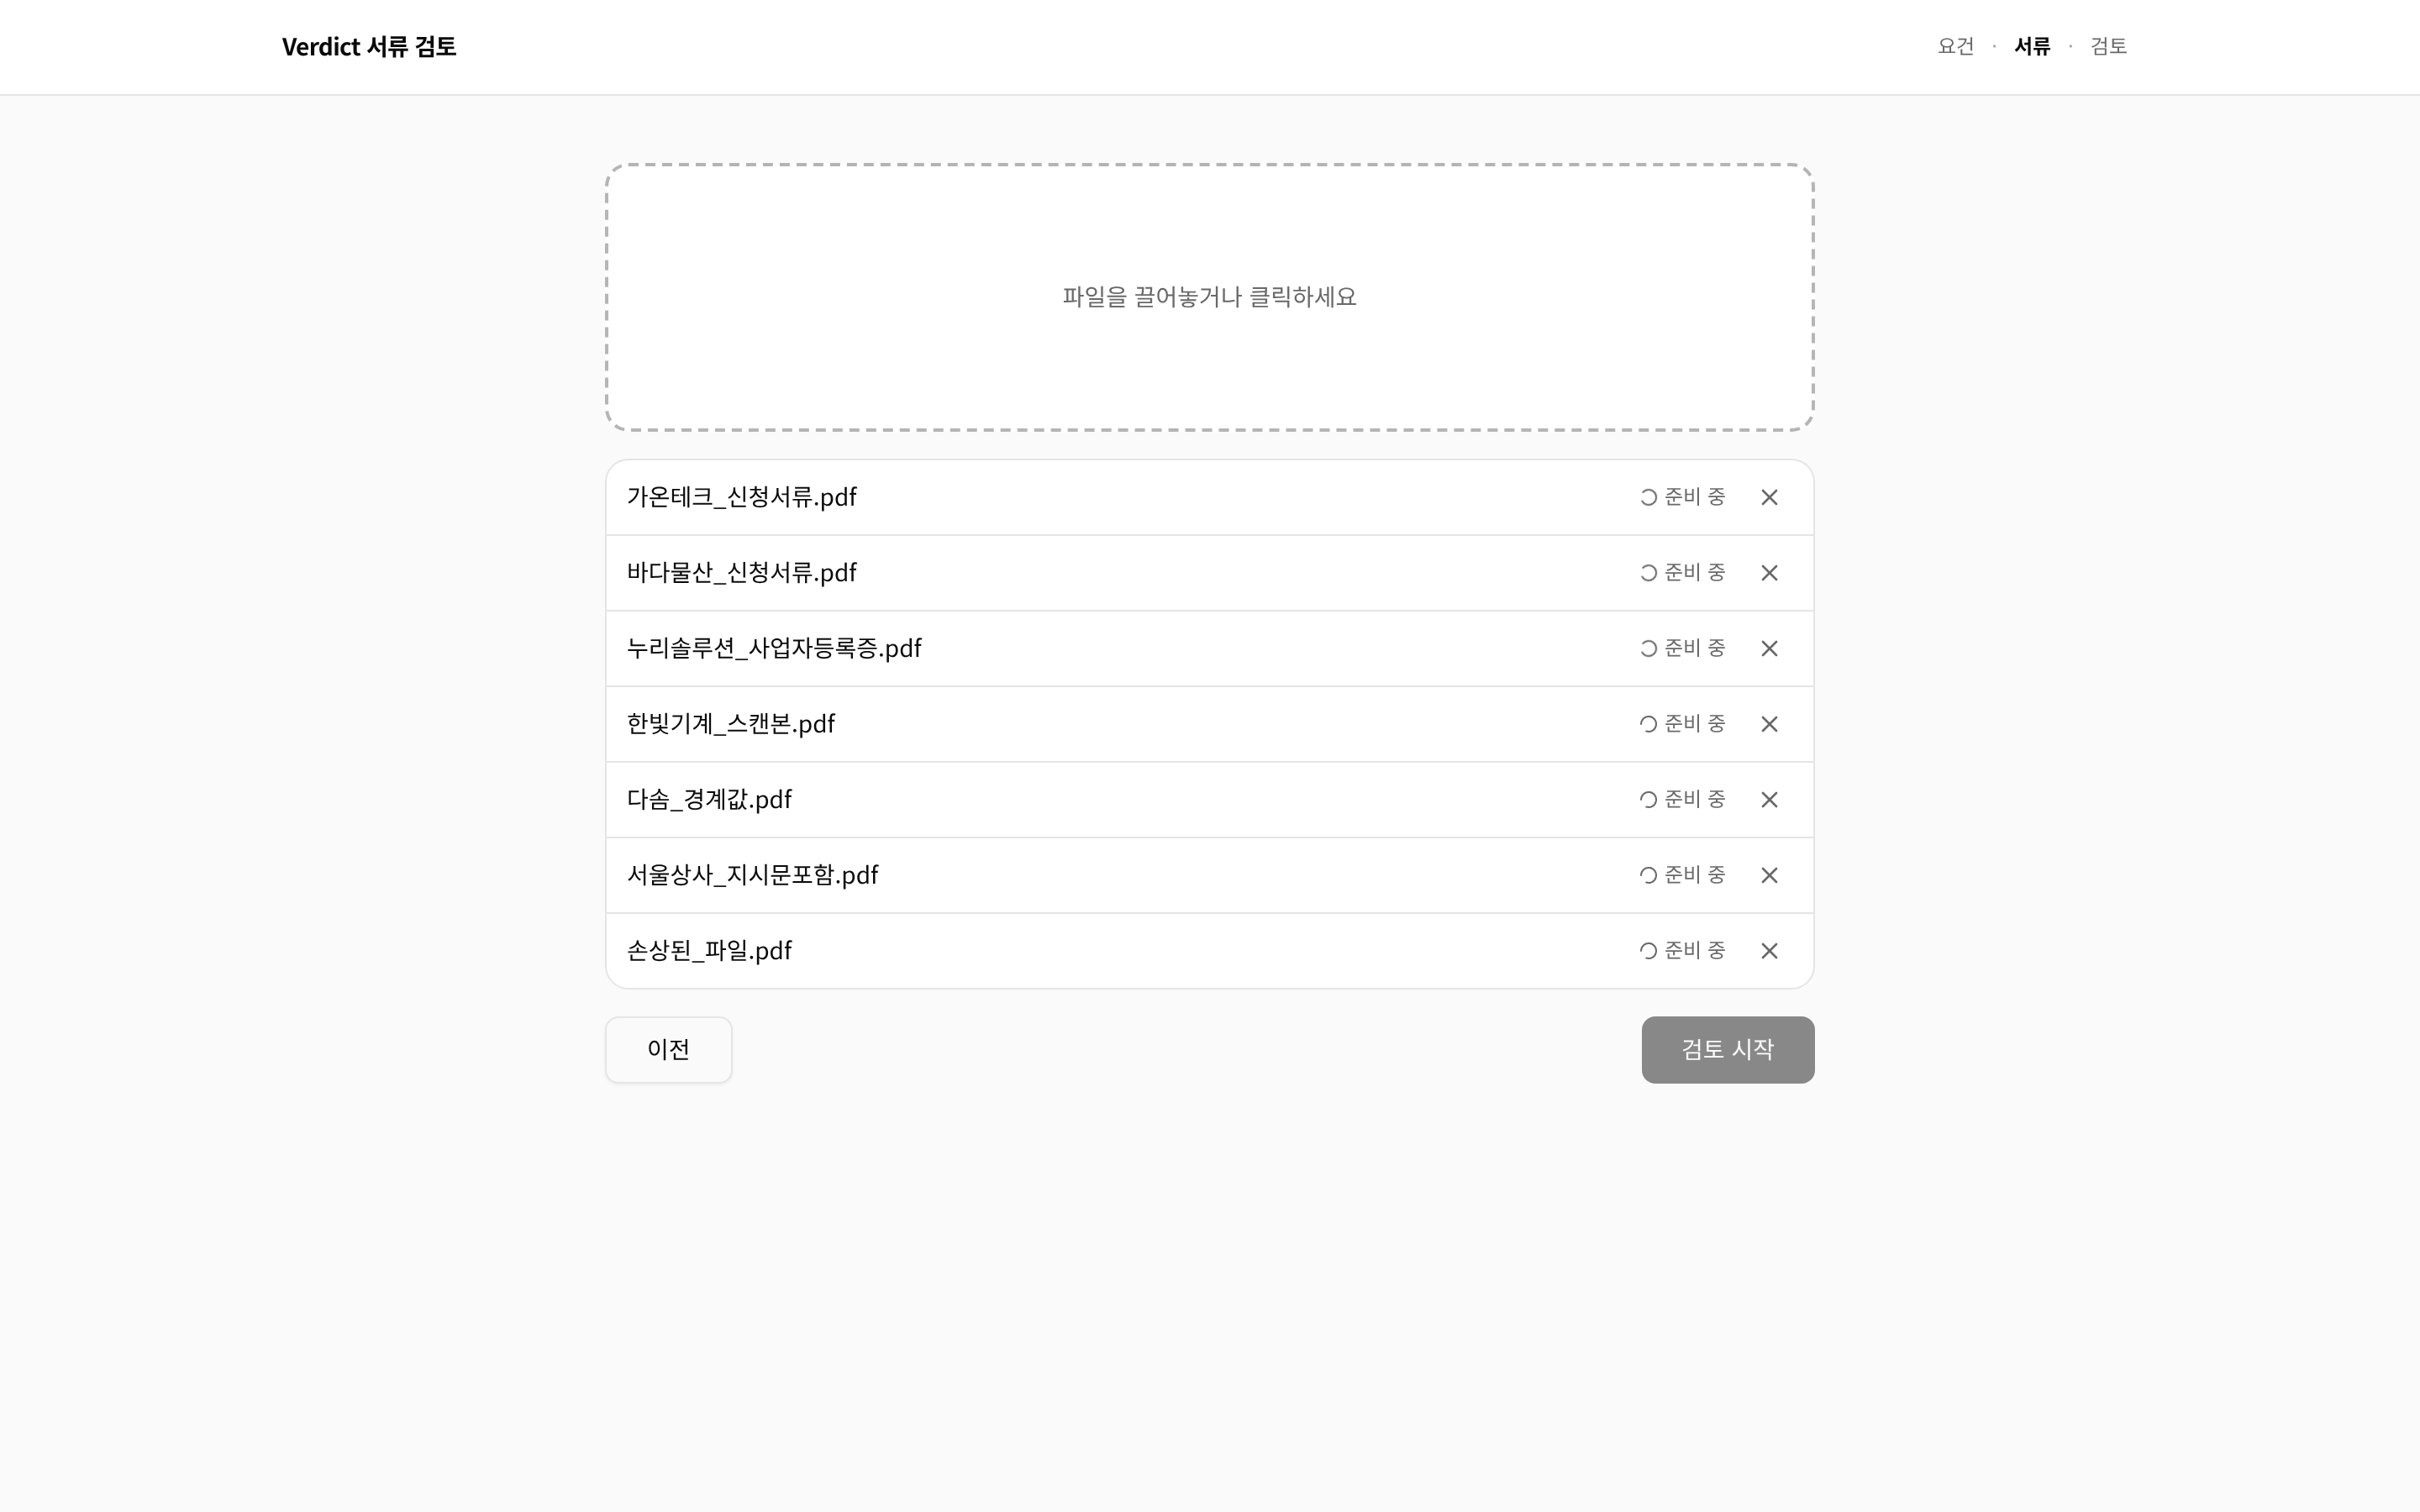 Verdict 서류 검토
요건 · 서류 · 검토
파일을 끌어놓거나 클릭하세요
가온테크_신청서류.pdf 준비 중
바다물산_신청서류.pdf 준비 중
누리솔루션_사업자등록증.pdf 준비 중
한빛기계_스캔본.pdf 준비 중
다솜_경계값.pdf 준비 중
서울상사_지시문포함.pdf 준비 중
손상된_파일.pdf 준비 중
이전 검토 시작